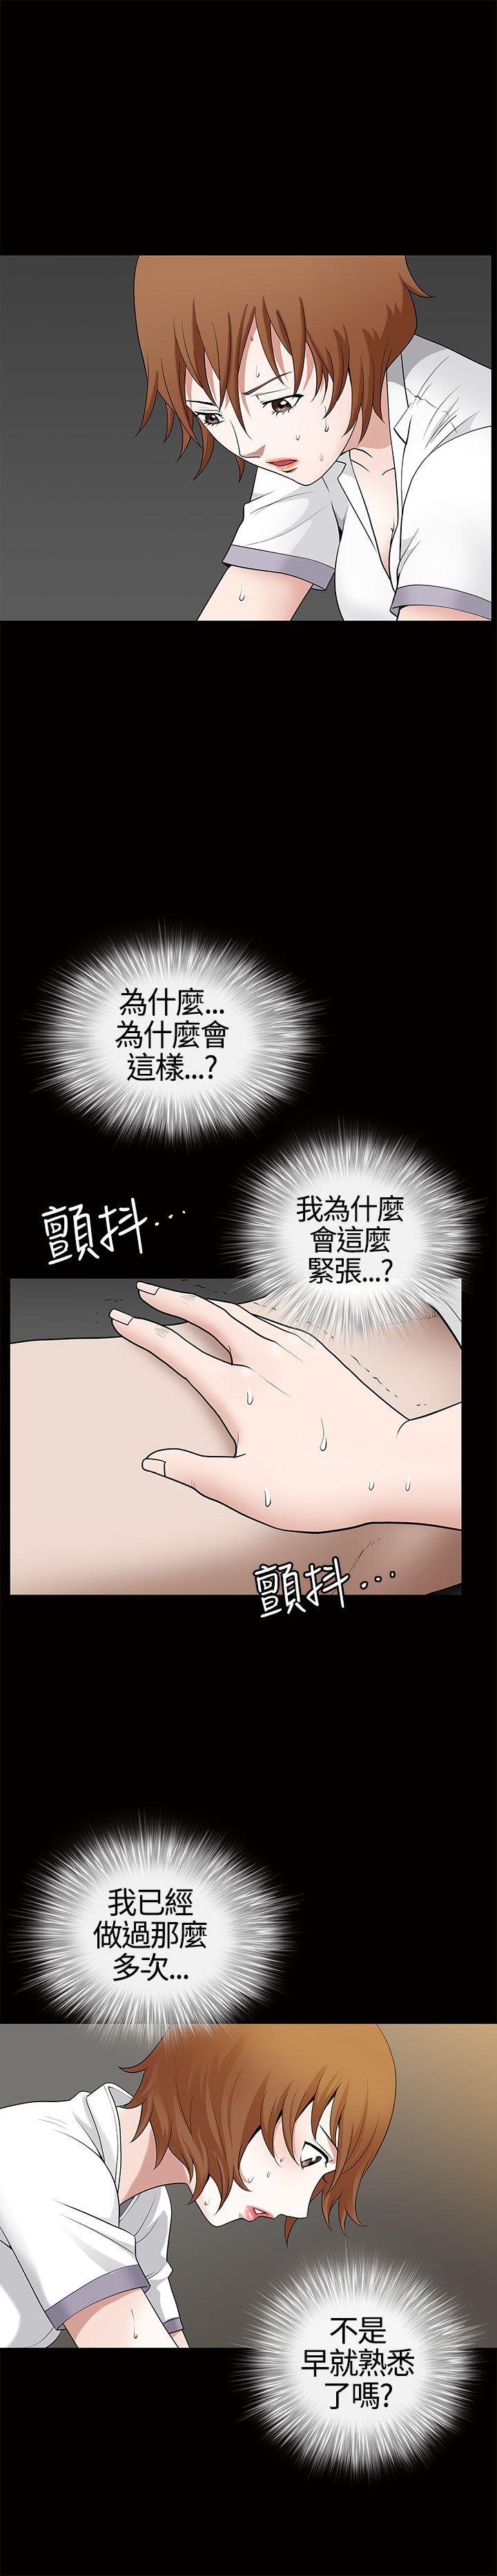 為什麼...
為什麼會
這樣...?
顫抖...
我為什麼
會這麼
緊張...?
顫抖...
我已經
做過那麼
多次...
不是
早就熟悉
了嗎?